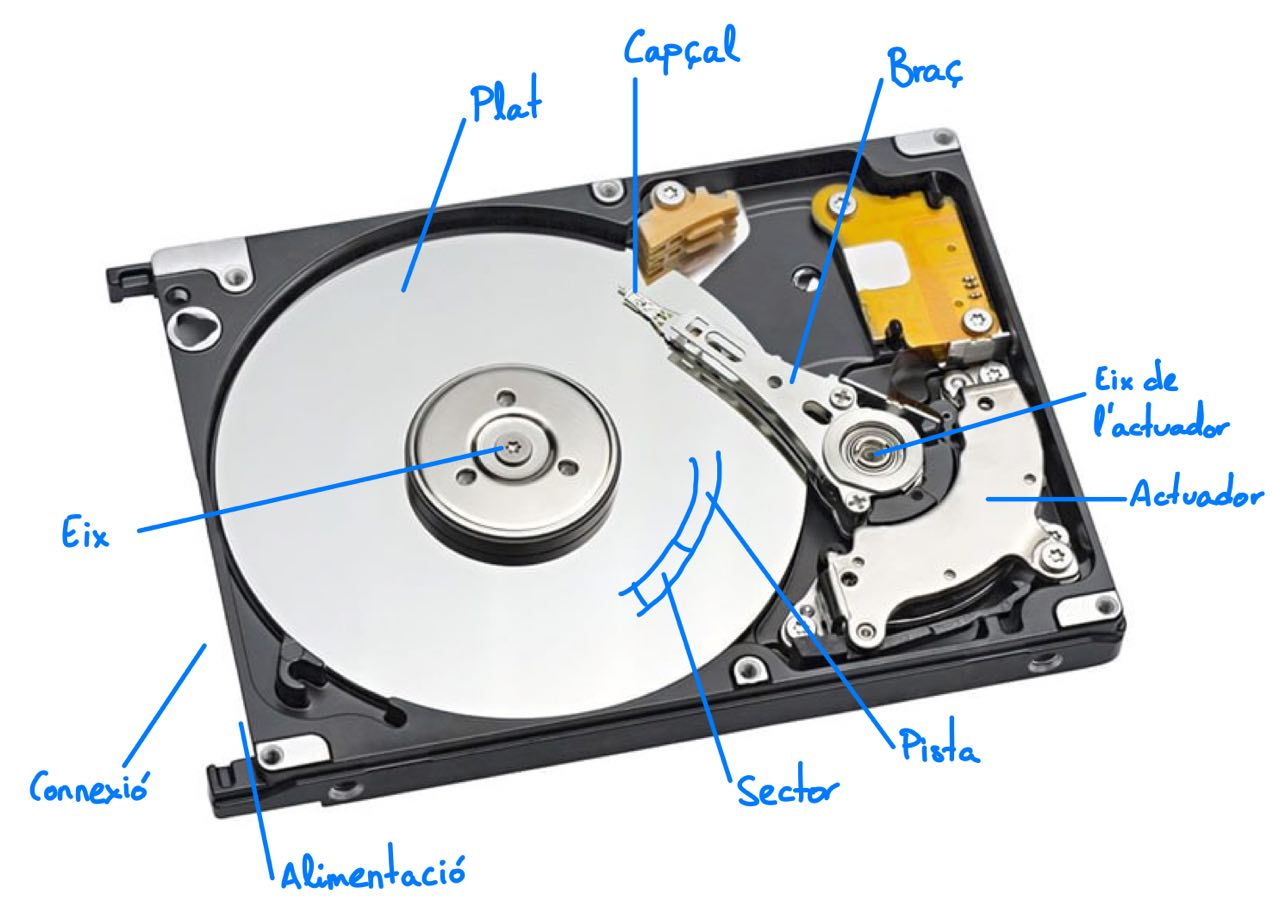 Capçal
Braç
Plat
Eix de
l'actuador
Actuador
Eix
Pista
Sector
Connexió
Alimentació